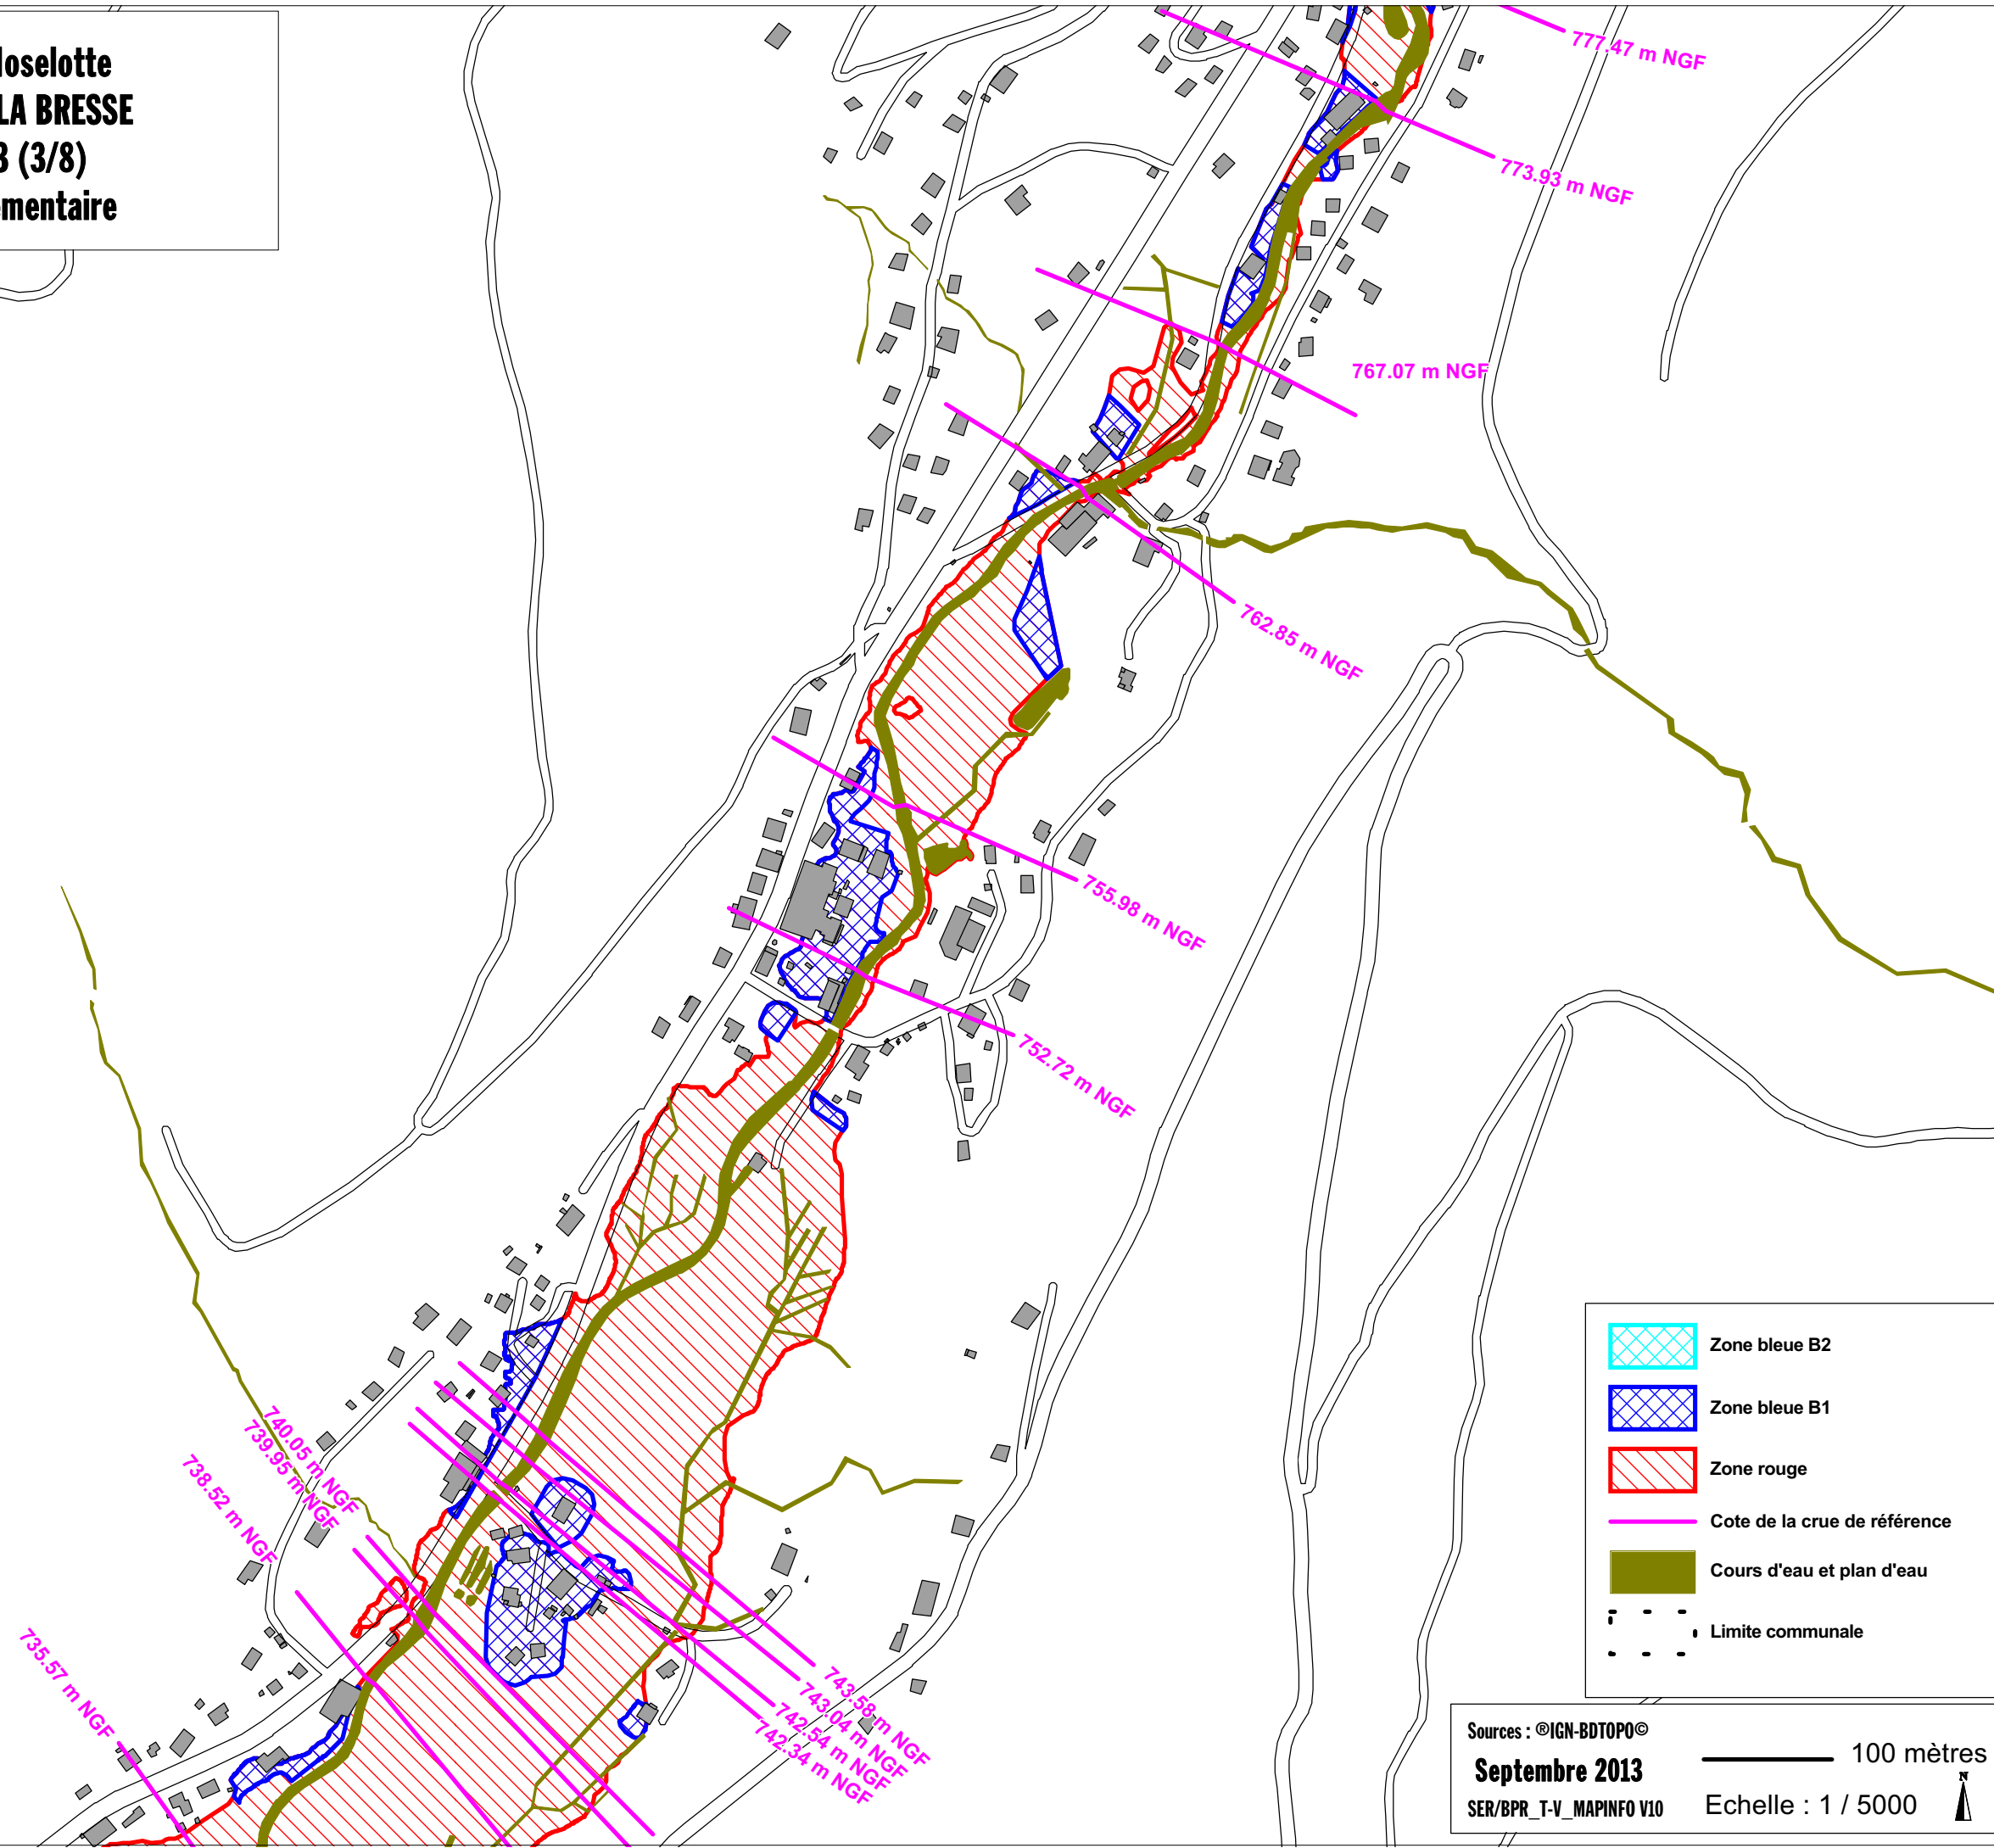 LA BRESSE
(3/8)
777.47 m NGF
773.93 m NGF
767.07 m NGF
762.85 m NGF
755.98 m NGF
752.72 m NGF
740.05 m NGF
739.95 m NGF
738.52 m NGF
735.57 m NGF
743.58 m NGF
743.04 m NGF
742.54 m NGF
742.34 m NGF
Zone bleue B2
Zone bleue B1
Zone rouge
Cote de la crue de référence
Cours d'eau et plan d'eau
Limite communale
Sources : ®IGN-BDTOPO©
Septembre 2013
SER/BPR_T-V_MAPINFO V10
100 mètres
Echelle : 1 / 5000
N